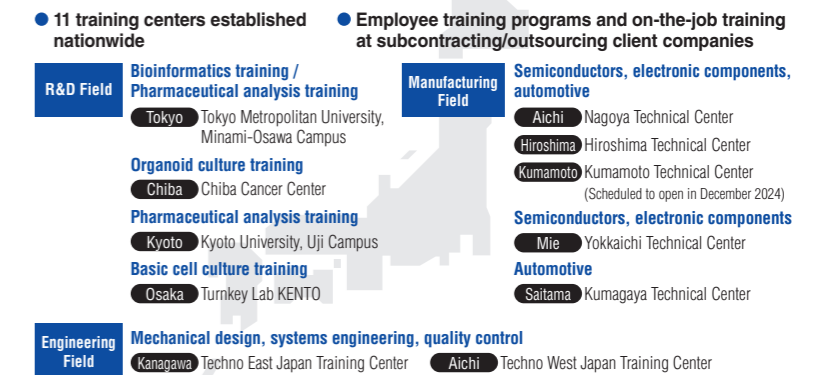 ● 11 training centers established
nationwide
● Employee training programs and on-the-job training
at subcontracting/outsourcing client companies
R&D Field
Bioinformatics training /
Pharmaceutical analysis training
Tokyo Tokyo Metropolitan University,
Minami-Osawa Campus
Organoid culture training
Chiba Chiba Cancer Center
Pharmaceutical analysis training
Kyoto Kyoto University, Uji Campus
Basic cell culture training
Osaka Turnkey Lab KENTO
Manufacturing
Field
Semiconductors, electronic components,
automotive
Aichi Nagoya Technical Center
Hiroshima Hiroshima Technical Center
Kumamoto Kumamoto Technical Center
(Scheduled to open in December 2024)
Semiconductors, electronic components
Mie Yokkaichi Technical Center
Automotive
Saitama Kumagaya Technical Center
Engineering
Field
Mechanical design, systems engineering, quality control
Kanagawa Techno East Japan Training Center Aichi Techno West Japan Training Center